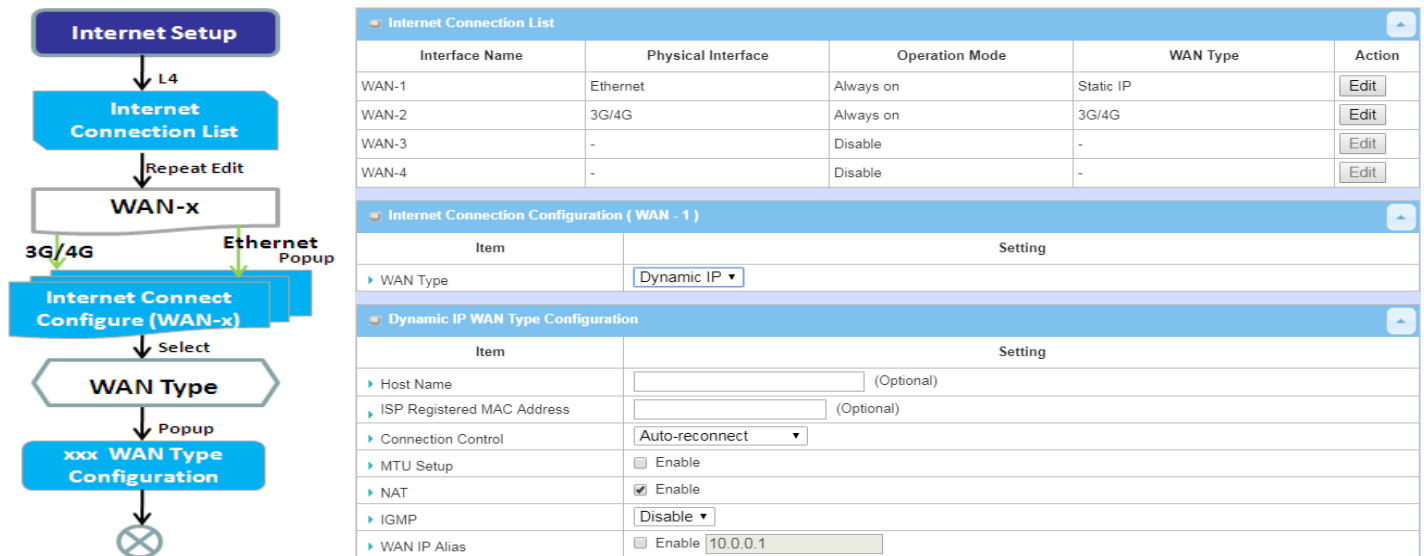 Internet Setup
L4
Internet
Connection List
Repeat Edit
WAN-x
3G/4G
Ethernet
Popup
Internet Connect
Configure (WAN-x)
Select
WAN Type
Popup
xxx WAN Type
Configuration
Internet Connection List
Interface Name Physical Interface Operation Mode WAN Type Action
WAN-1 Ethernet Always on Static IP Edit
WAN-2 3G/4G Always on 3G/4G Edit
WAN-3 - Disable - Edit
WAN-4 - Disable - Edit
Internet Connection Configuration ( WAN - 1 )
Item Setting
WAN Type Dynamic IP
Dynamic IP WAN Type Configuration
Item Setting
Host Name (Optional)
ISP Registered MAC Address (Optional)
Connection Control Auto-reconnect
MTU Setup Enable
NAT Enable
IGMP Disable
WAN IP Alias Enable 10.0.0.1